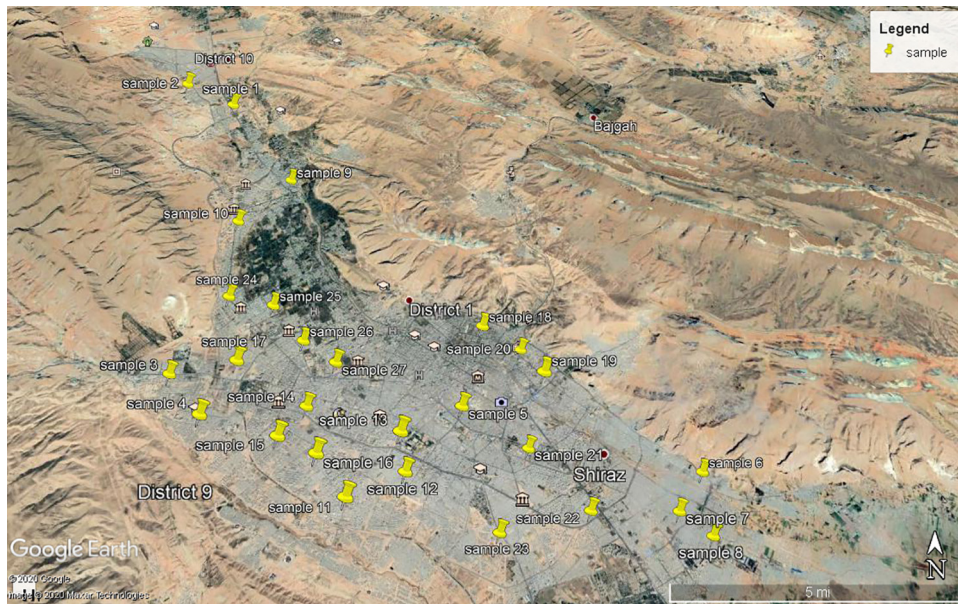 Legend
sample
District 10
sample 2
sample 1
Bajgah
sample 9
sample 10
sample 24
sample 25
District 1
sample 18
sample 26
sample 17
sample 20
sample 19
sample 3
sample 27
sample 14
sample 4
sample 5
sample 13
sample 15
sample 21
sample 16
sample 6
sample 12
Shiraz
District 9
sample 11
sample 22
sample 7
sample 23
sample 8
Google Earth
© 2020 Google
Image © 2020 Maxar Technologies
N
5 mi